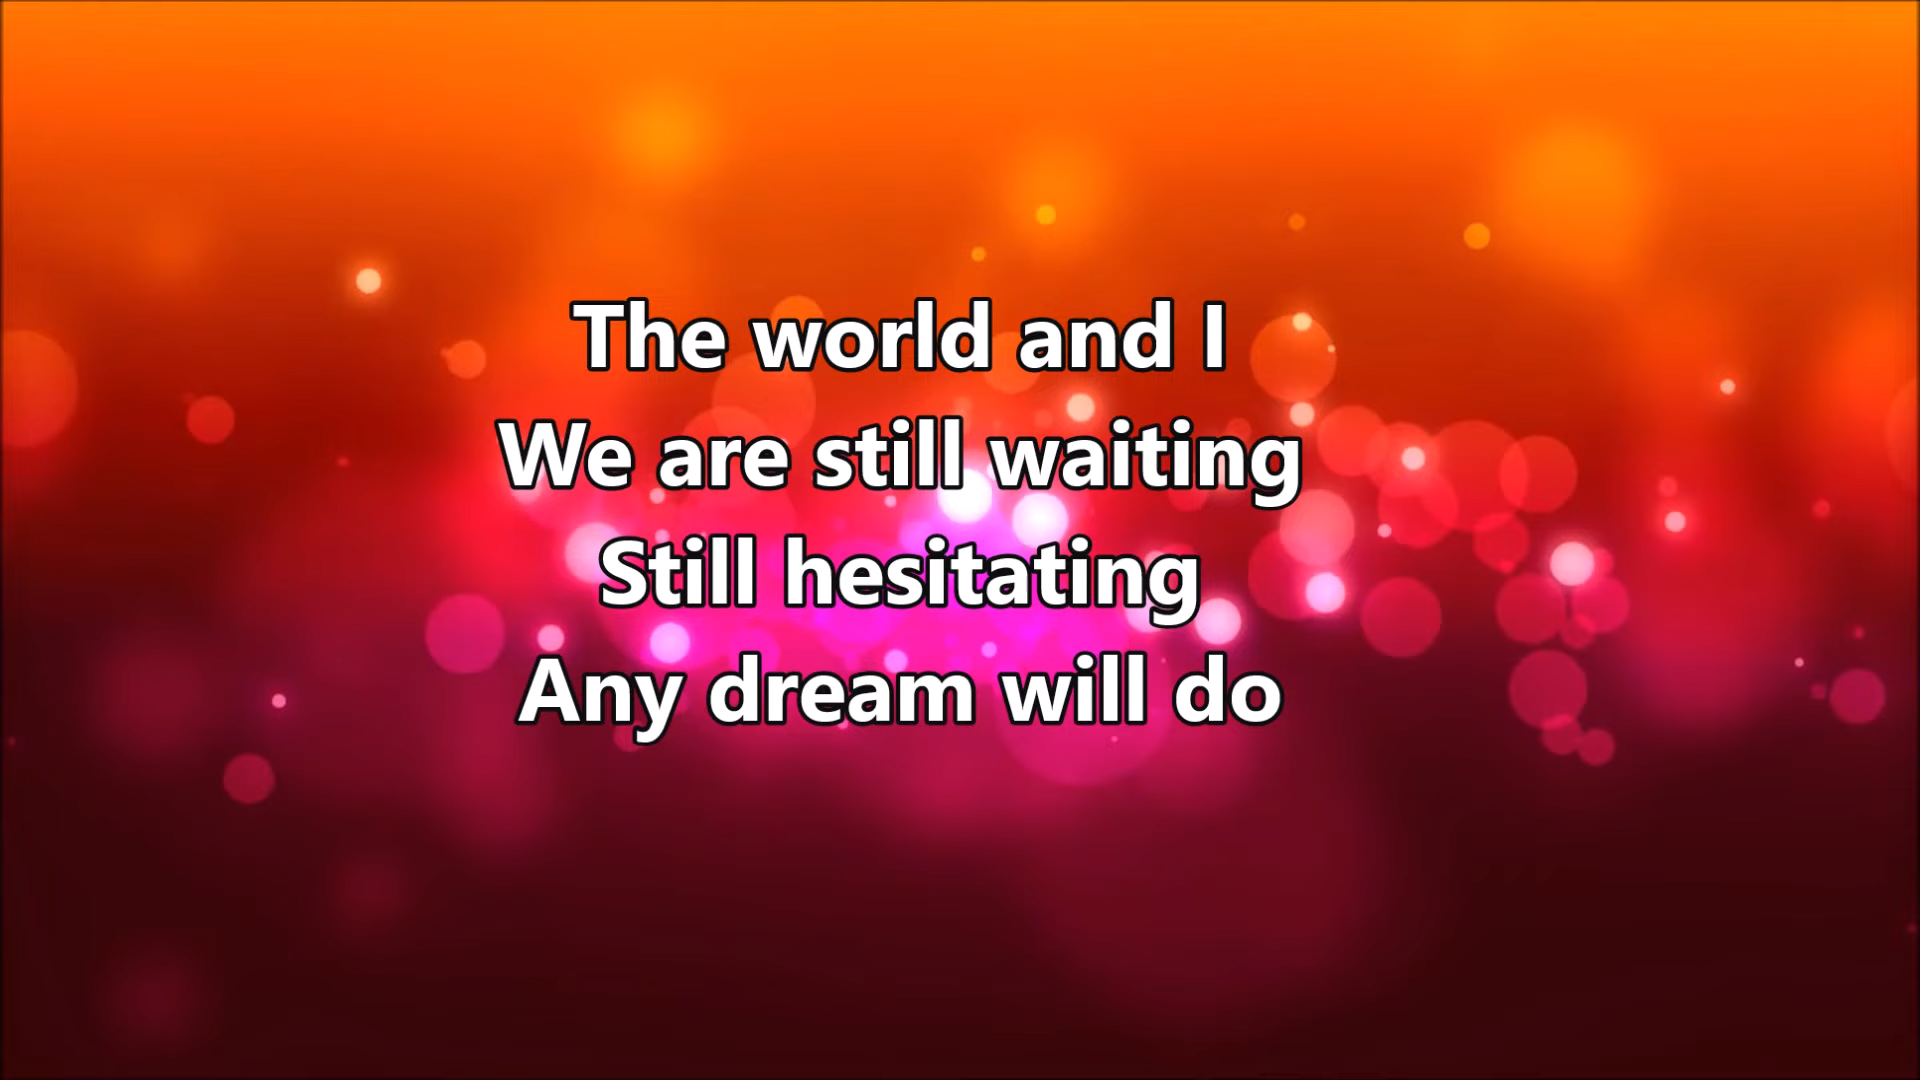 The world and I
We are still waiting
Still hesitating
Any dream will do